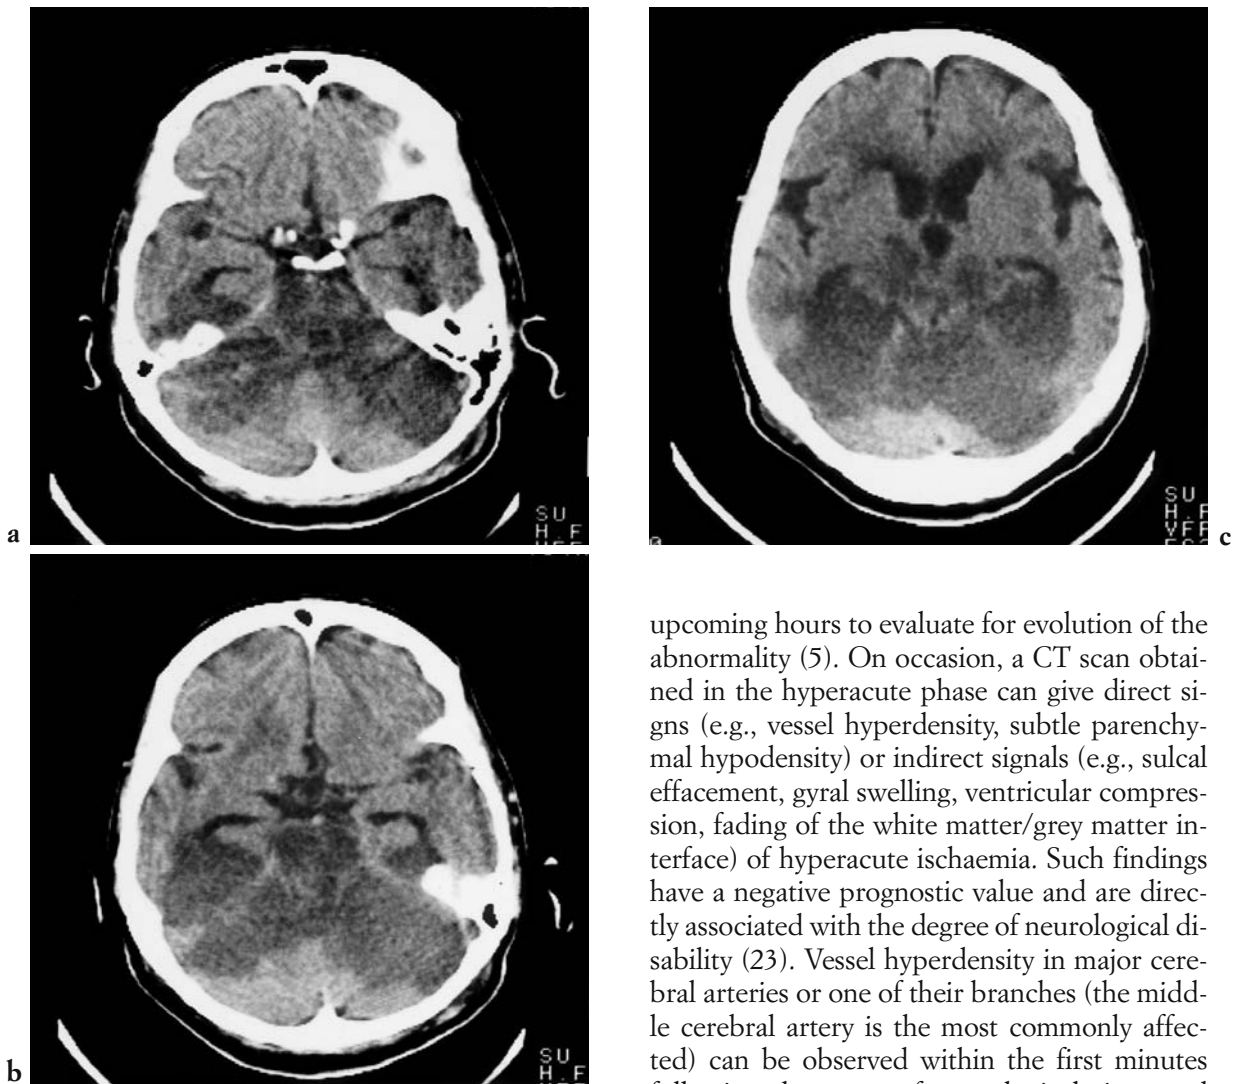 a
SU
H.F
c
SU
H.F
VFF
b
SU
H.F
upcoming hours to evaluate for evolution of the
abnormality (5). On occasion, a CT scan obtai-
ned in the hyperacute phase can give direct si-
gns (e.g., vessel hyperdensity, subtle parenchy-
mal hypodensity) or indirect signals (e.g., sulcal
effacement, gyral swelling, ventricular compres-
sion, fading of the white matter/grey matter in-
terface) of hyperacute ischaemia. Such findings
have a negative prognostic value and are direc-
tly associated with the degree of neurological di-
sability (23). Vessel hyperdensity in major cere-
bral arteries or one of their branches (the midd-
le cerebral artery is the most commonly affec-
ted) can be observed within the first minutes